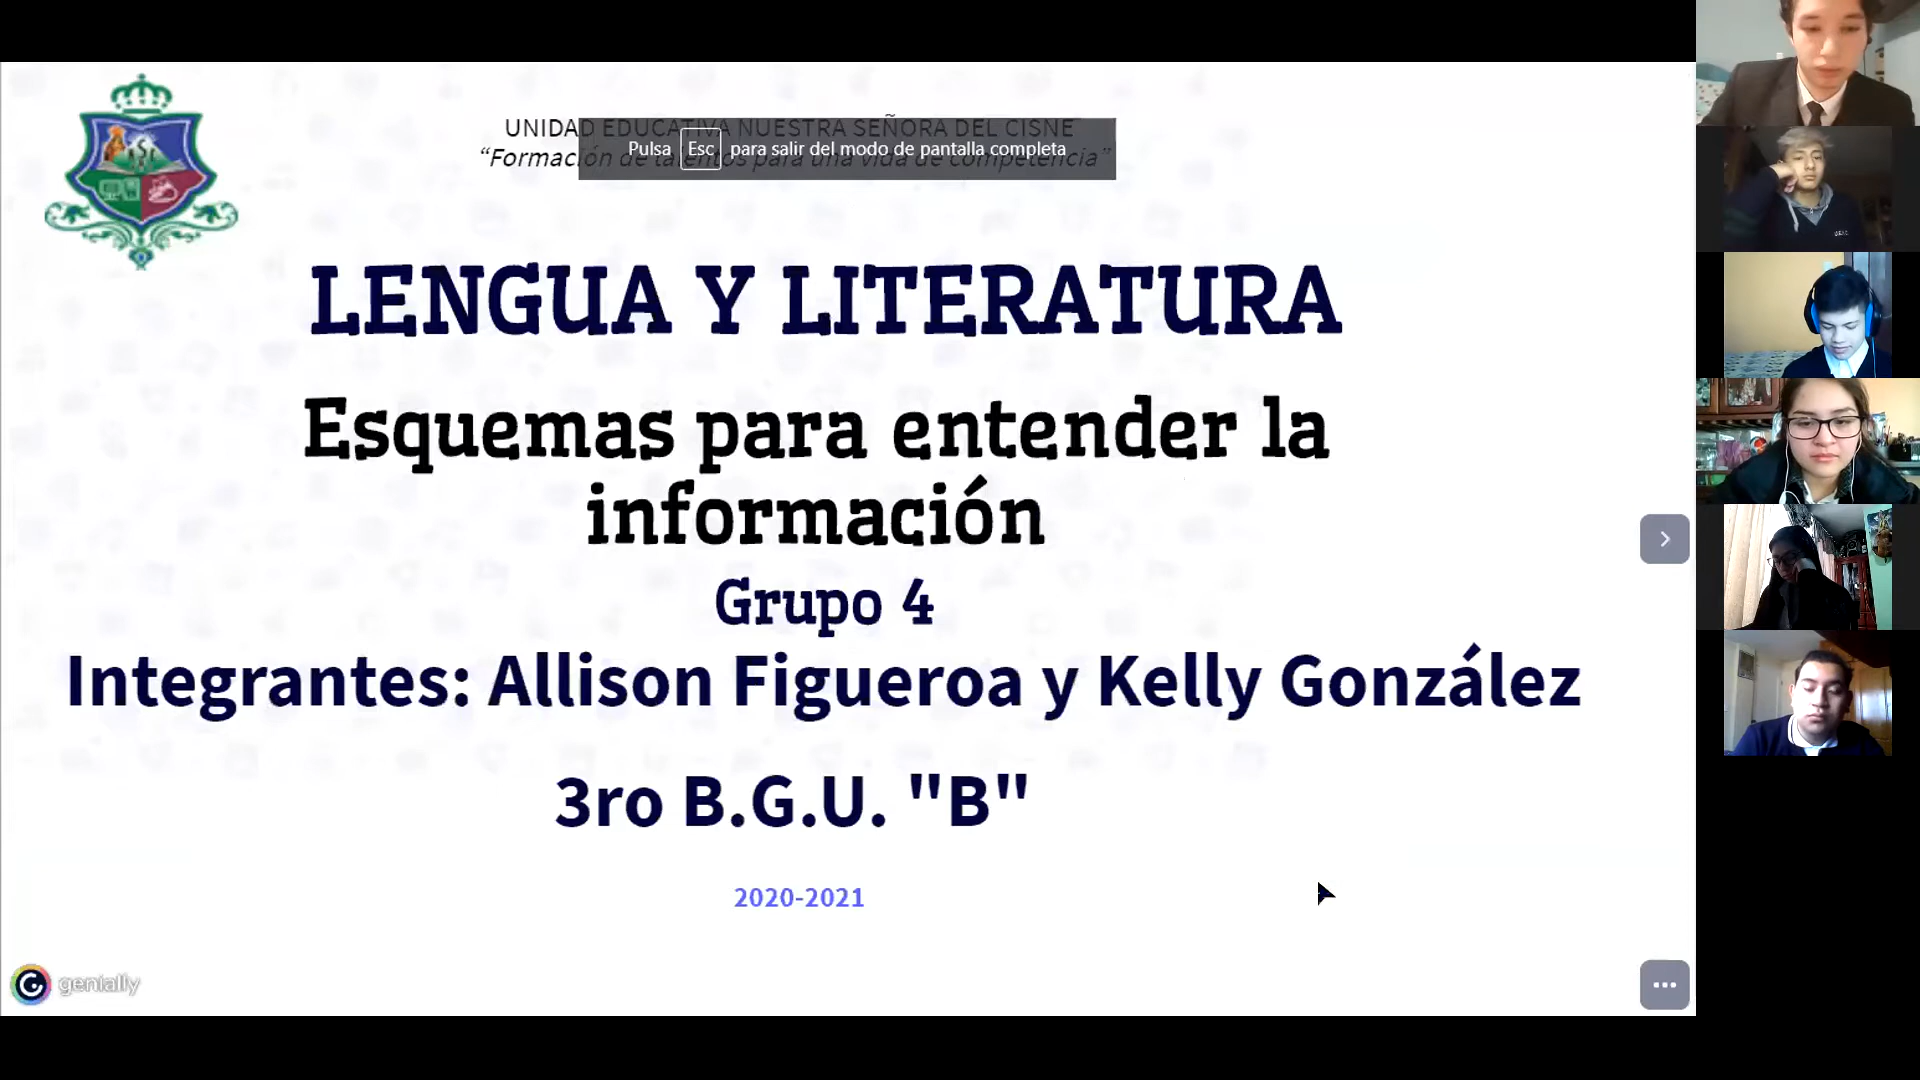 UNIDAD EDUCATIVA NUESTRA SEÑORA DEL CISNE
“Formación de talentos para una vida de competencia”
Pulsa Esc para salir del modo de pantalla completa
LENGUA Y LITERATURA
Esquemas para entender la
información
Grupo 4
Integrantes: Allison Figueroa y Kelly González
3ro B.G.U. "B"
2020-2021
genially